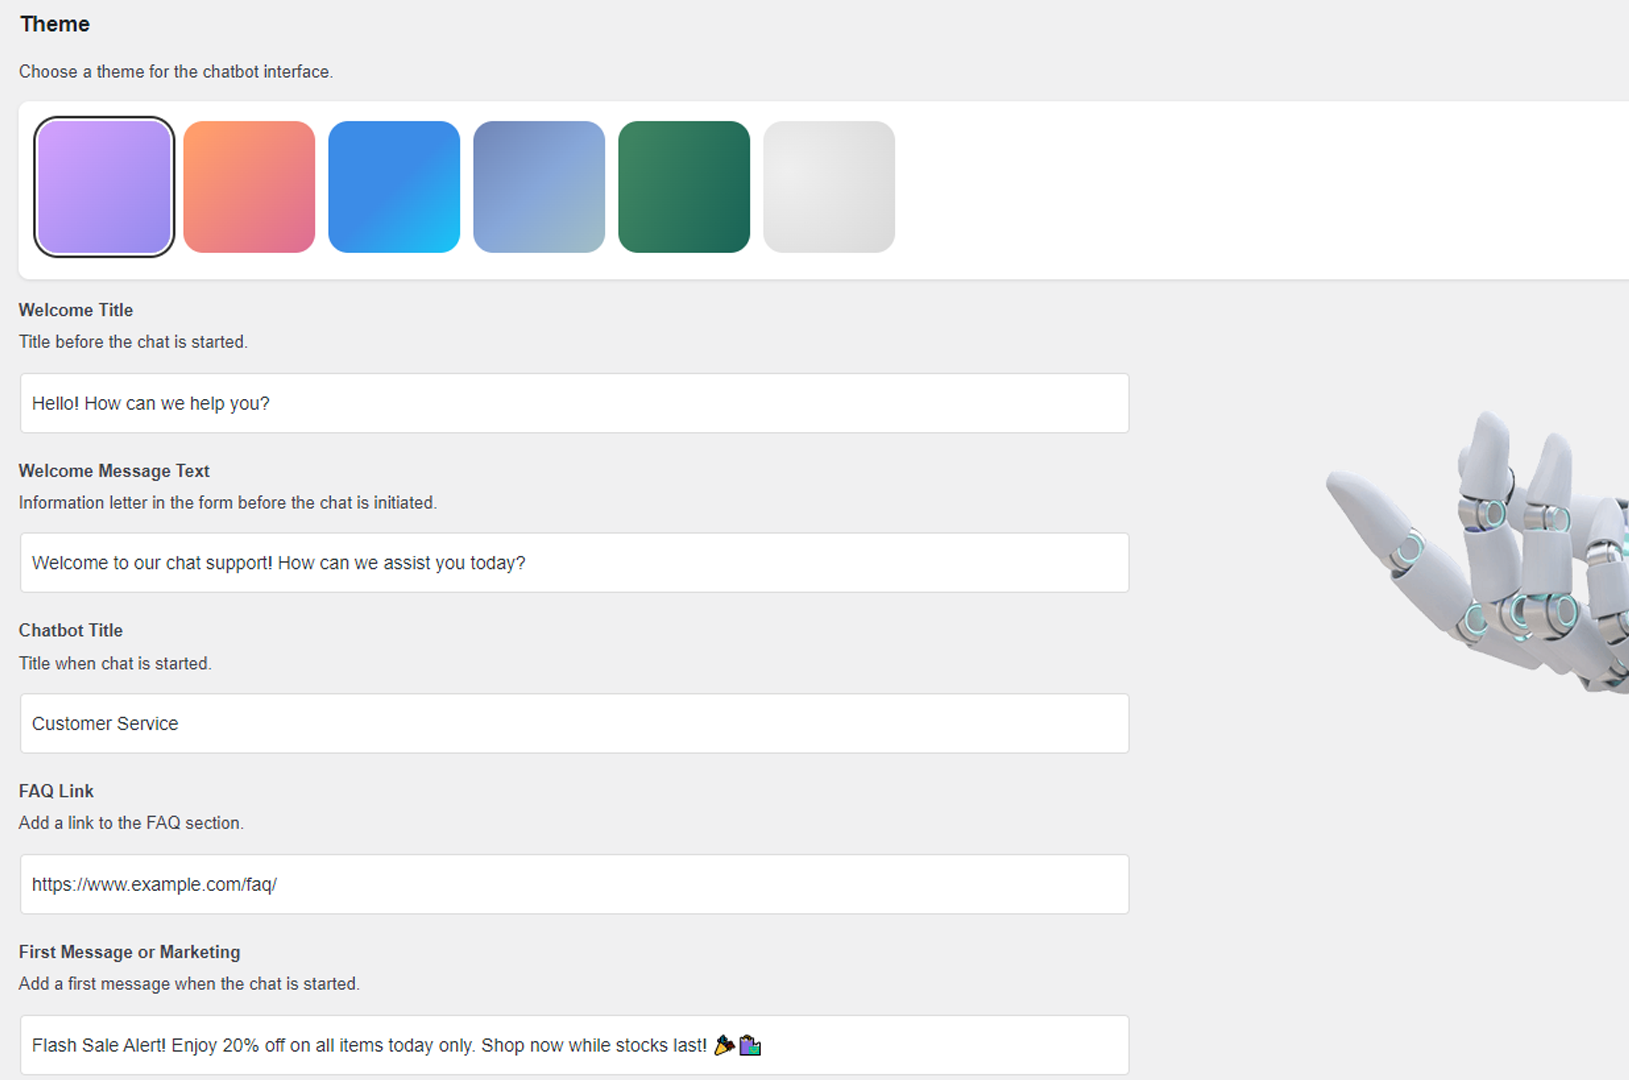 Theme
Choose a theme for the chatbot interface.
Welcome Title
Title before the chat is started.
Hello! How can we help you?
Welcome Message Text
Information letter in the form before the chat is initiated.
Welcome to our chat support! How can we assist you today?
Chatbot Title
Title when chat is started.
Customer Service
FAQ Link
Add a link to the FAQ section.
https://www.example.com/faq/
First Message or Marketing
Add a first message when the chat is started.
Flash Sale Alert! Enjoy 20% off on all items today only. Shop now while stocks last! 🎉🛍️